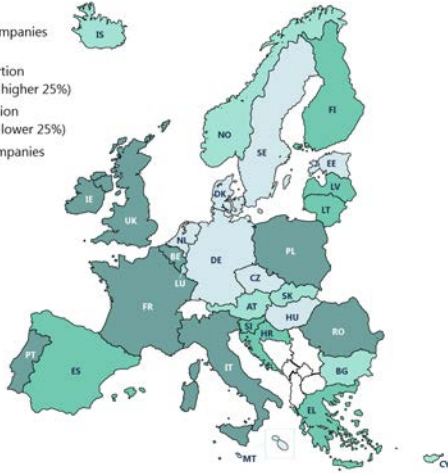 IS
ompanies
rtion
higher 25%)
ion
lower 25%)
mpanies
NO
FI
SE
EE
LV
LT
DK
IE
UK
NL
BE
LU
DE
PL
CZ
SK
AT
HU
FR
SI
HR
RO
PT
ES
IT
BG
EL
MT